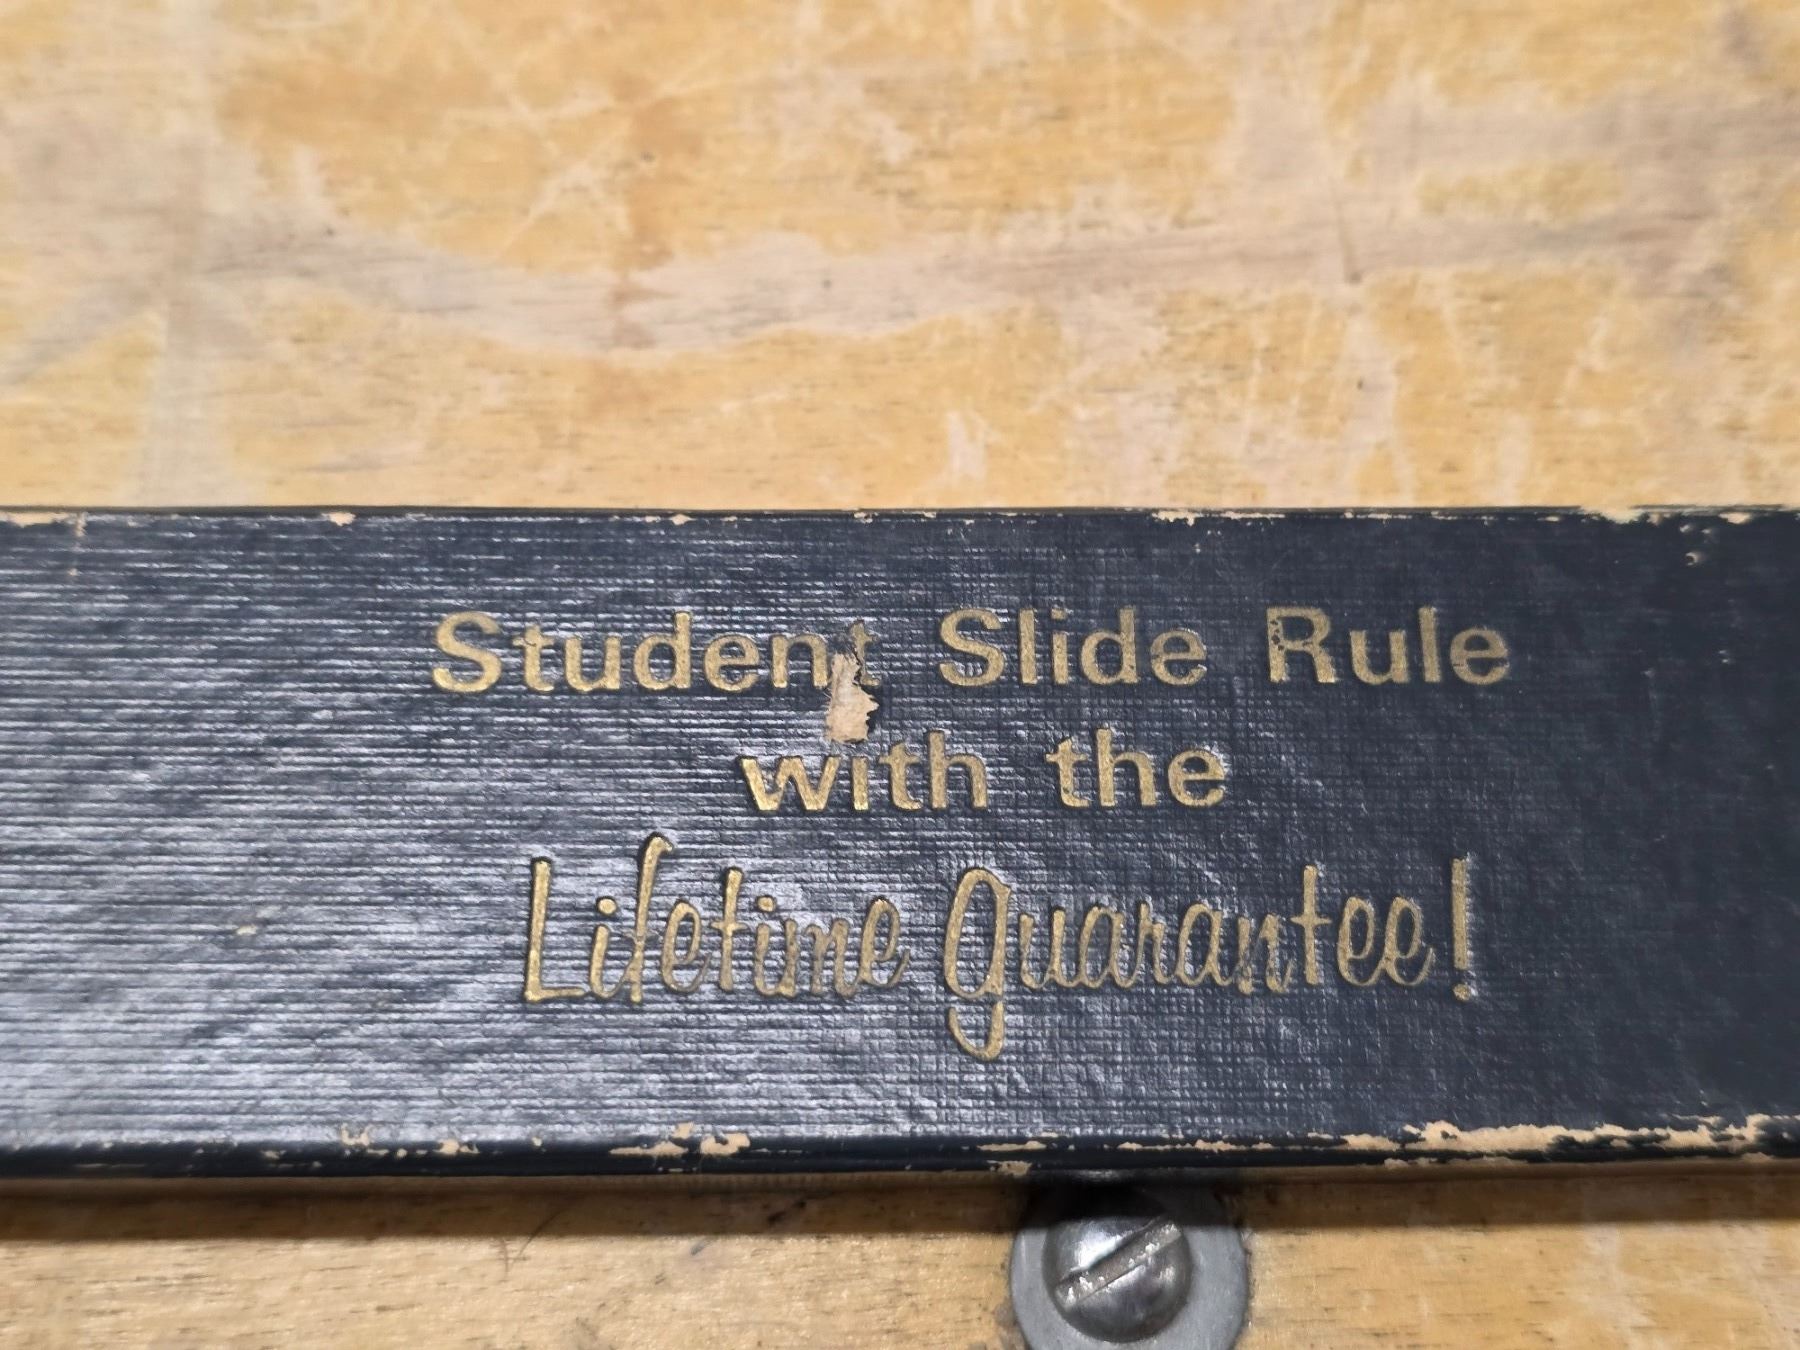 Student Slide Rule
with the
Lifetime guarantee!